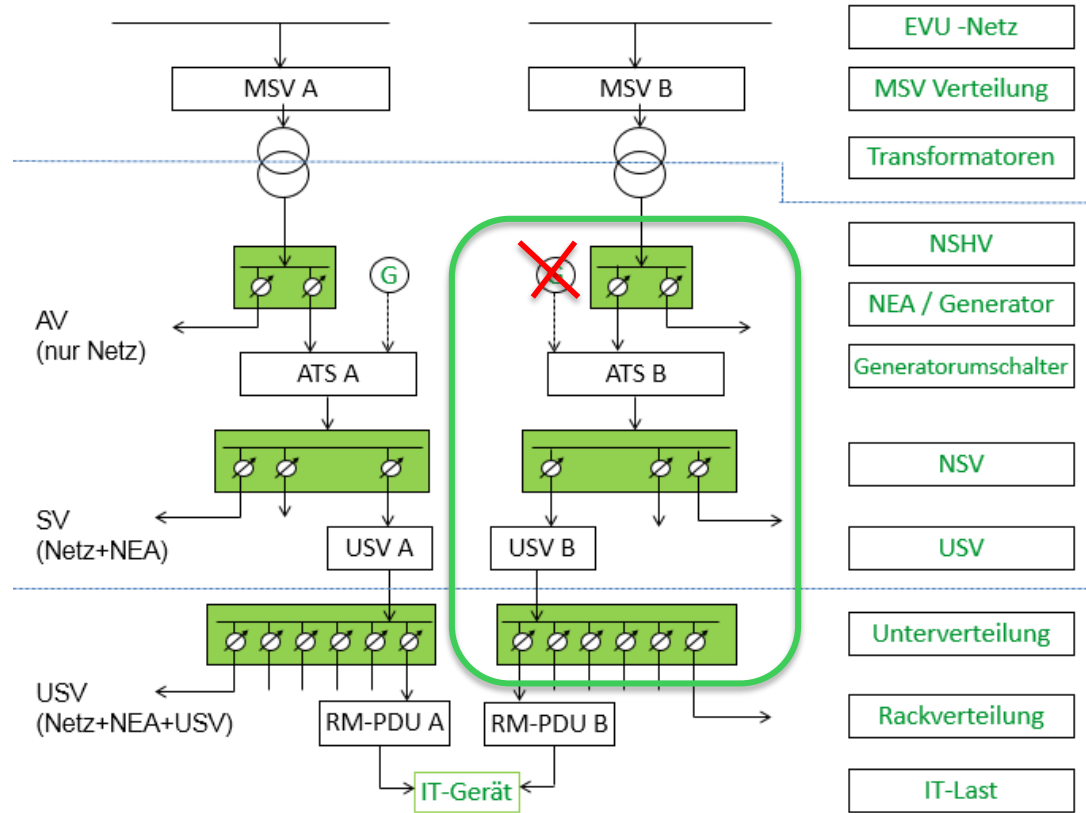 EVU -Netz
MSV A
MSV B
MSV Verteilung
Transformatoren
NSHV
G
G
NEA / Generator
AV
(nur Netz)
ATS A
ATS B
Generatorumschalter
NSV
SV
(Netz+NEA)
USV A
USV B
USV
Unterverteilung
USV
(Netz+NEA+USV)
RM-PDU A
RM-PDU B
Rackverteilung
IT-Gerät
IT-Last